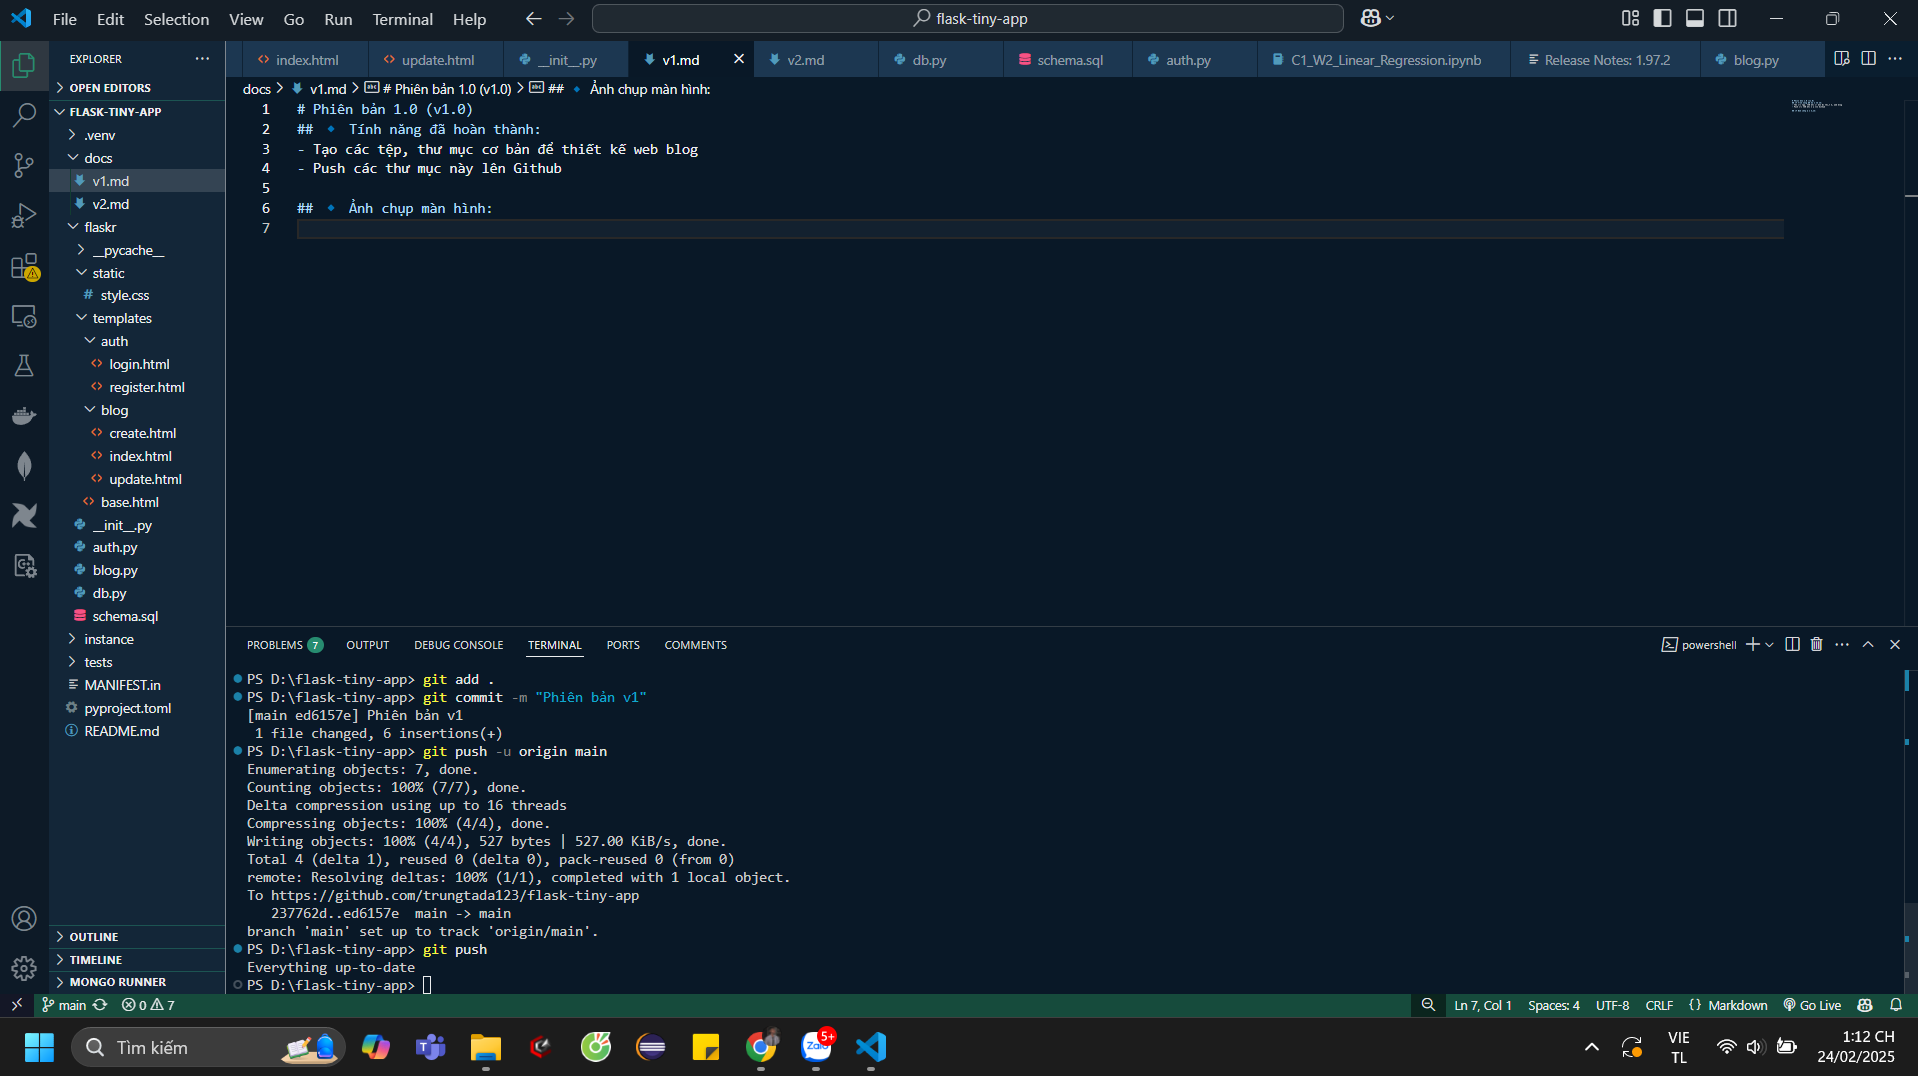 File Edit Selection View Go Run Terminal Help
flask-tiny-app
EXPLORER
OPEN EDITORS
FLASK-TINY-APP
.venv
docs
v1.md
v2.md
flaskr
__pycache__
static
style.css
templates
auth
login.html
register.html
blog
create.html
index.html
update.html
base.html
__init__.py
auth.py
blog.py
db.py
schema.sql
instance
tests
MANIFEST.in
pyproject.toml
README.md
OUTLINE
TIMELINE
MONGO RUNNER
index.html update.html __init__.py v1.md v2.md db.py schema.sql auth.py C1_W2_Linear_Regression.ipynb Release Notes: 1.97.2 blog.py
docs > v1.md > # Phiên bản 1.0 (v1.0) > ## 🔹 Ảnh chụp màn hình:
1 # Phiên bản 1.0 (v1.0)
2 ## 🔹 Tính năng đã hoàn thành:
3 - Tạo các tệp, thư mục cơ bản để thiết kế web blog
4 - Push các thư mục này lên Github
5
6 ## 🔹 Ảnh chụp màn hình:
7
PROBLEMS 7 OUTPUT DEBUG CONSOLE TERMINAL PORTS COMMENTS
powershell
PS D:\flask-tiny-app> git add .
PS D:\flask-tiny-app> git commit -m "Phiên bản v1"
[main ed6157e] Phiên bản v1
1 file changed, 6 insertions(+)
PS D:\flask-tiny-app> git push -u origin main
Enumerating objects: 7, done.
Counting objects: 100% (7/7), done.
Delta compression using up to 16 threads
Compressing objects: 100% (4/4), done.
Writing objects: 100% (4/4), 527 bytes | 527.00 KiB/s, done.
Total 4 (delta 1), reused 0 (delta 0), pack-reused 0 (from 0)
remote: Resolving deltas: 100% (1/1), completed with 1 local object.
To https://github.com/trungtada123/flask-tiny-app
237762d..ed6157e main -> main
branch 'main' set up to track 'origin/main'.
PS D:\flask-tiny-app> git push
Everything up-to-date
PS D:\flask-tiny-app>
main 0 7
Ln 7, Col 1 Spaces: 4 UTF-8 CRLF {} Markdown Go Live
Tìm kiếm
Zalo
5+
VIE
TL
1:12 CH
24/02/2025